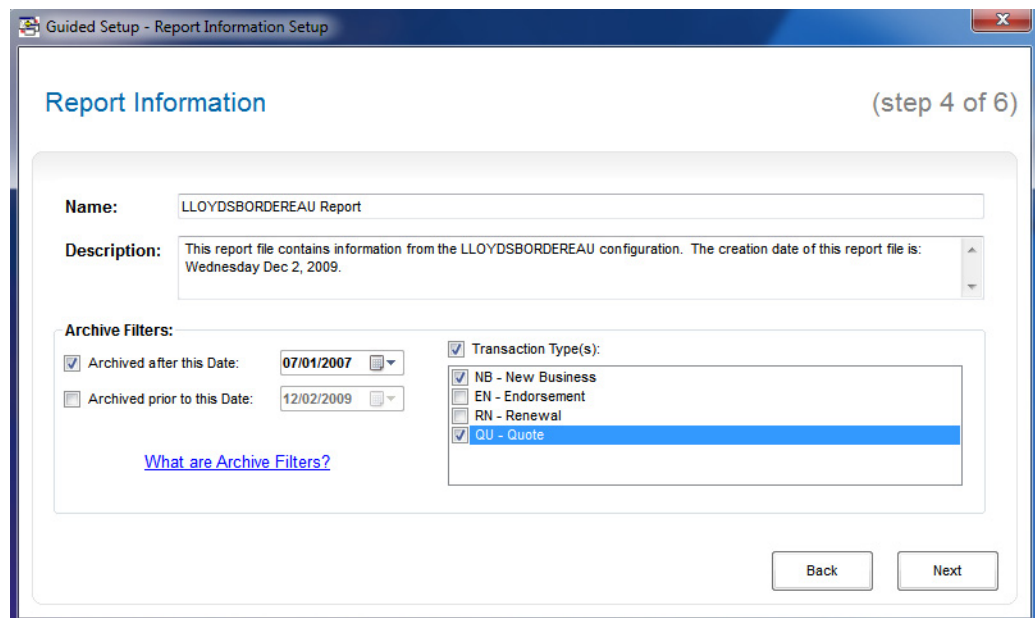 Guided Setup - Report Information Setup
Report Information
(step 4 of 6)
Name:
LLOYDSBORDEREAU Report
Description:
This report file contains information from the LLOYDSBORDEREAU configuration.  The creation date of this report file is:
Wednesday Dec 2, 2009.
Archive Filters:
Archived after this Date:
07/01/2007
Archived prior to this Date:
12/02/2009
What are Archive Filters?
Transaction Type(s):
NB - New Business
EN - Endorsement
RN - Renewal
QU - Quote
Back
Next